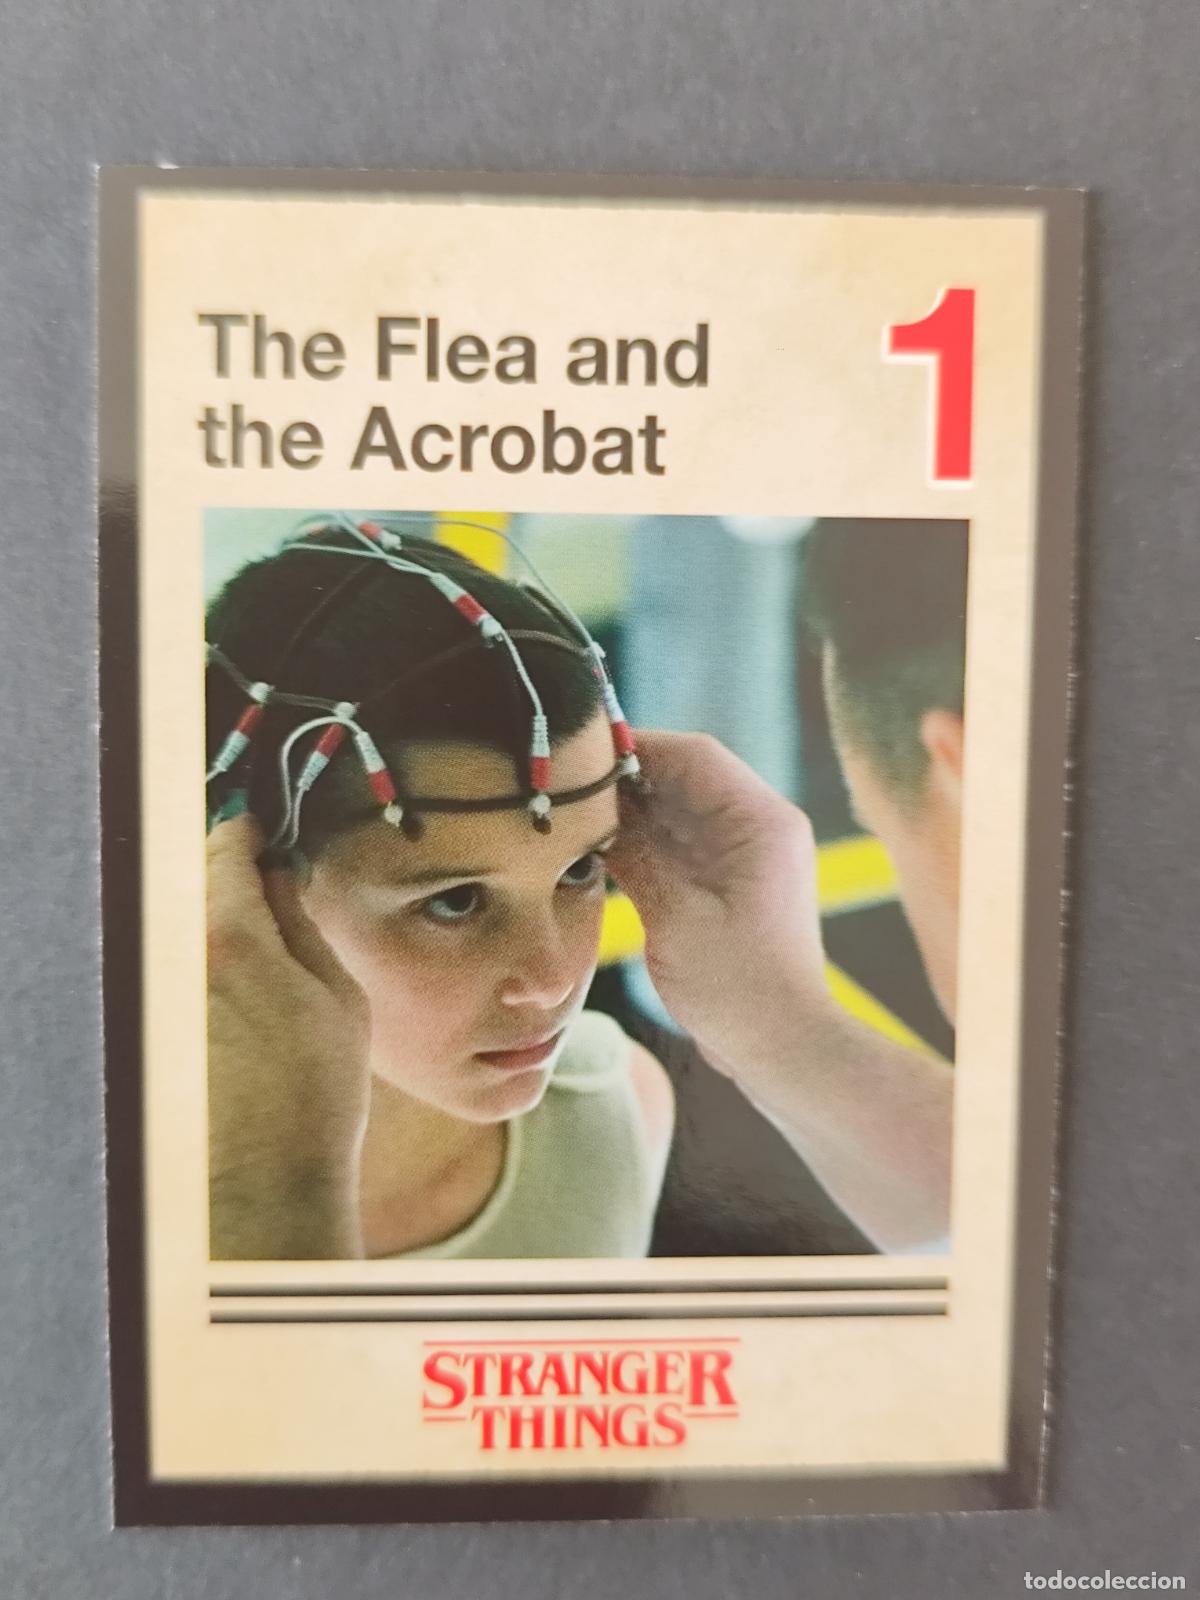 The Flea and
the Acrobat
1
STRANGER
THINGS
todocoleccion